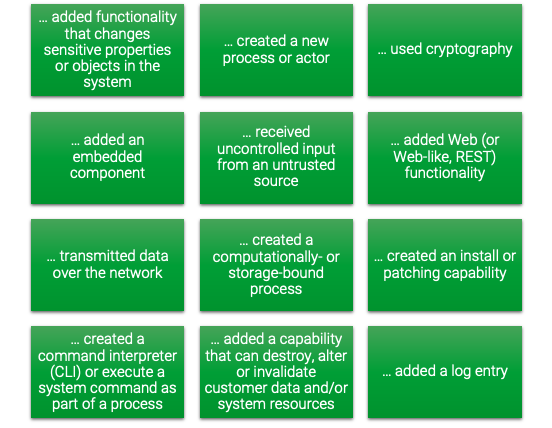 ... added functionality
that changes
sensitive properties
or objects in the
system
... created a new
process or actor
... used cryptography
... added an
embedded
component
... received
uncontrolled input
from an untrusted
source
... added Web (or
Web-like, REST)
functionality
... transmitted data
over the network
... created a
computationally- or
storage-bound
process
... created an install or
patching capability
... created a
command interpreter
(CLI) or execute a
system command as
part of a process
... added a capability
that can destroy, alter
or invalidate
customer data and/or
system resources
... added a log entry